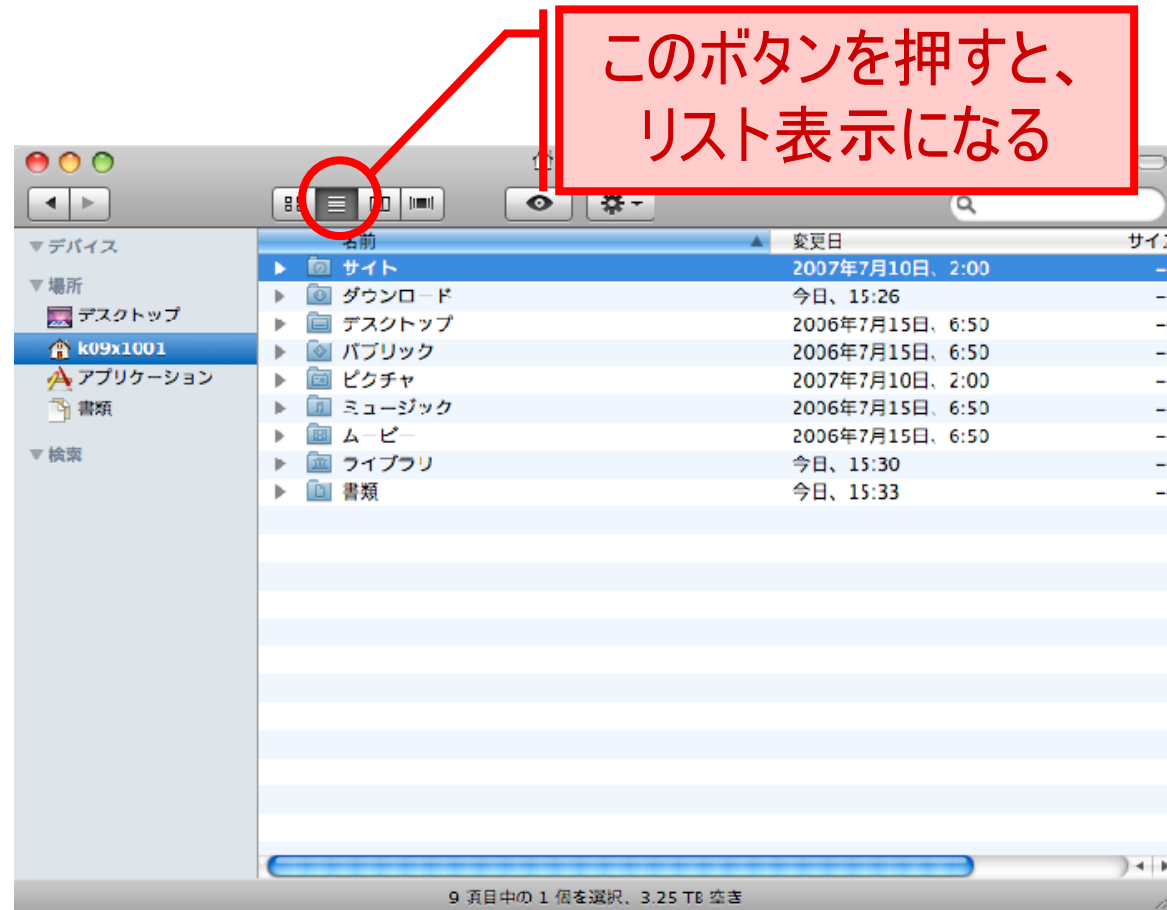 このボタンを押すと、
リスト表示になる
名前 変更日 サイズ
デバイス
場所
デスクトップ
k09x1001
アプリケーション
書類
検索
サイト 2007年7月10日、2:00 --
ダウンロード 今日、15:26 --
デスクトップ 2006年7月15日、6:50 --
パブリック 2006年7月15日、6:50 --
ピクチャ 2007年7月10日、2:00 --
ミュージック 2006年7月15日、6:50 --
ムービー 2006年7月15日、6:50 --
ライブラリ 今日、15:30 --
書類 今日、15:33 --
9 項目中の 1 個を選択、3.25 TB 空き